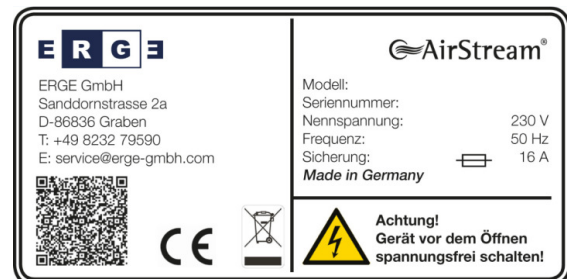 ERGE
ERGE GmbH
Sanddornstrasse 2a
D-86836 Graben
T: +49 8232 79590
E: service@erge-gmbh.com
CE
AirStream®
Modell:
Seriennummer:
Nennspannung: 230 V
Frequenz: 50 Hz
Sicherung: 16 A
Made in Germany
Achtung!
Gerät vor dem Öffnen
spannungsfrei schalten!